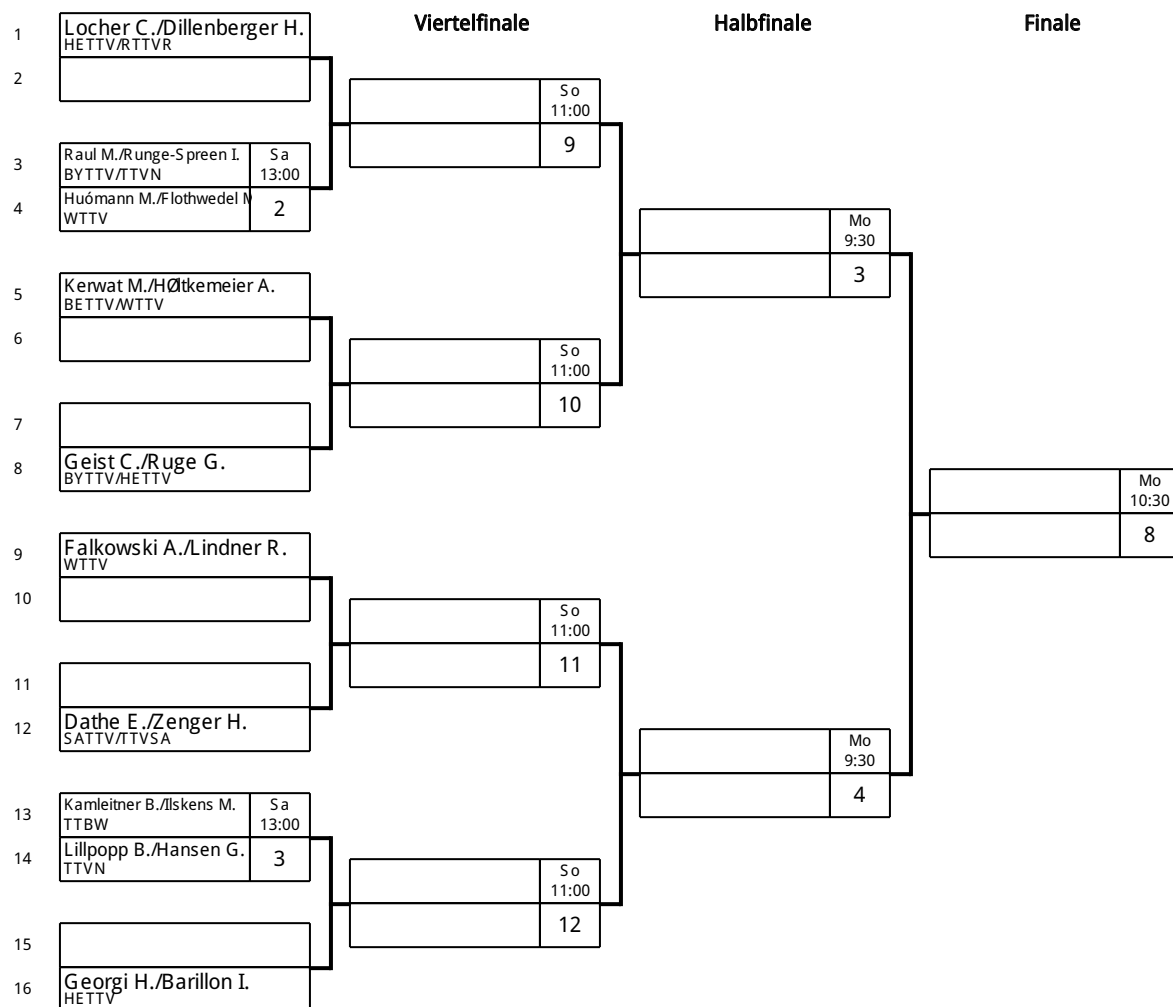 Viertelfinale Halbfinale Finale
1 Locher C./Dillenberger H.
HETTV/RTTVR
2
So
11:00
9
3 Raul M./Runge-Spreen I. Sa
BYTTV/TTVN 13:00
4 Huómann M./Flothwedel M 2
WTTV
Mo
9:30
3
5 Kerwat M./HØltkemeier A.
BETTV/WTTV
6
So
11:00
10
7
8 Geist C./Ruge G.
BYTTV/HETTV
Mo
10:30
8
9 Falkowski A./Lindner R.
WTTV
10
So
11:00
11
11
12 Dathe E./Zenger H.
SATTV/TTVSA
Mo
9:30
4
13 Kamleitner B./Ilskens M. Sa
TTBW 13:00
14 Lillpopp B./Hansen G. 3
TTVN
So
11:00
12
15
16 Georgi H./Barillon I.
HETTV